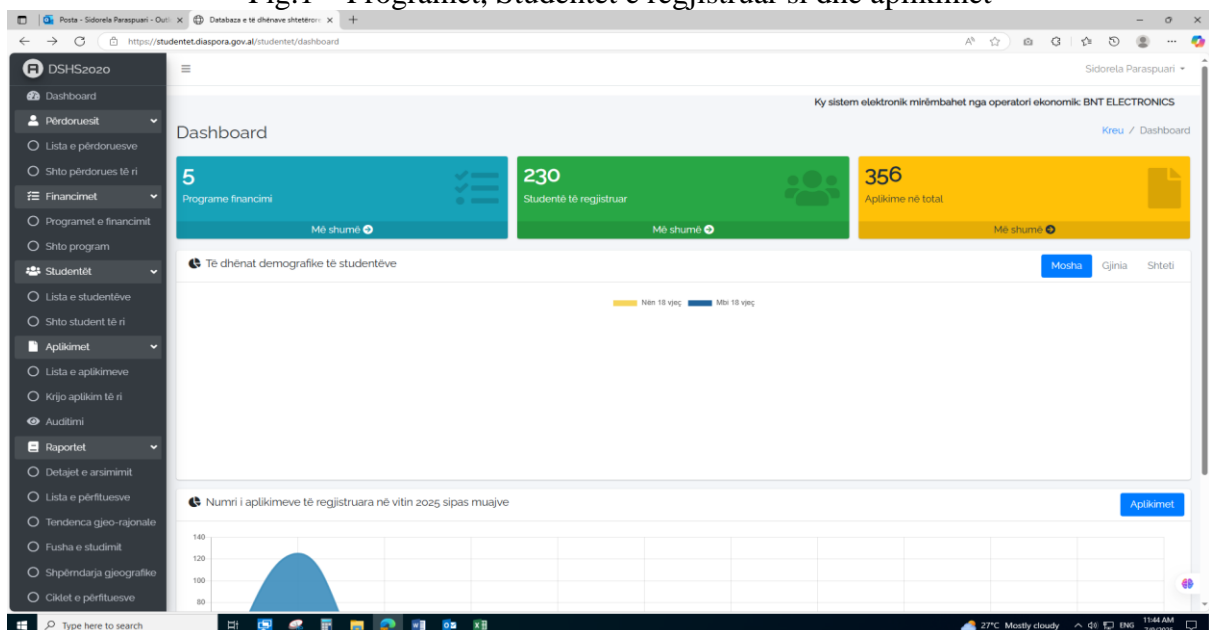 Fig.1 – Programet, Studentët e regjistruar si dhe aplikimet
Posta - Sidorela Paraspuari - Outl
Databaza e të dhënave shtetëror
https://studentet.diaspora.gov.al/studentet/dashboard
DSHS2020
Sidorela Paraspuari
Dashboard
Ky sistem elektronik mirëmbahet nga operatori ekonomik: BNT ELECTRONICS
Përdoruesit
Dashboard
Kreu / Dashboard
Lista e përdoruesve
Shto përdorues të ri
5
230
356
Financimet
Programe financimi
Studentë të regjistruar
Aplikime në total
Programet e financimit
Më shumë
Më shumë
Më shumë
Shto program
Studentët
Të dhënat demografike të studentëve
Mosha
Gjinia
Shteti
Lista e studentëve
Nën 18 vjeç
Mbi 18 vjeç
Shto student të ri
Aplikimet
Lista e aplikimeve
Krijo aplikim të ri
Auditimi
Raportet
Detajet e arsimimit
Lista e përfituesve
Numri i aplikimeve të regjistruara në vitin 2025 sipas muajve
Aplikimet
Tendenca gjeo-rajonale
Fusha e studimit
140
120
Shpërndarja gjeografike
100
Ciklet e përfituesve
80
Type here to search
27°C Mostly cloudy
ENG
11:44 AM